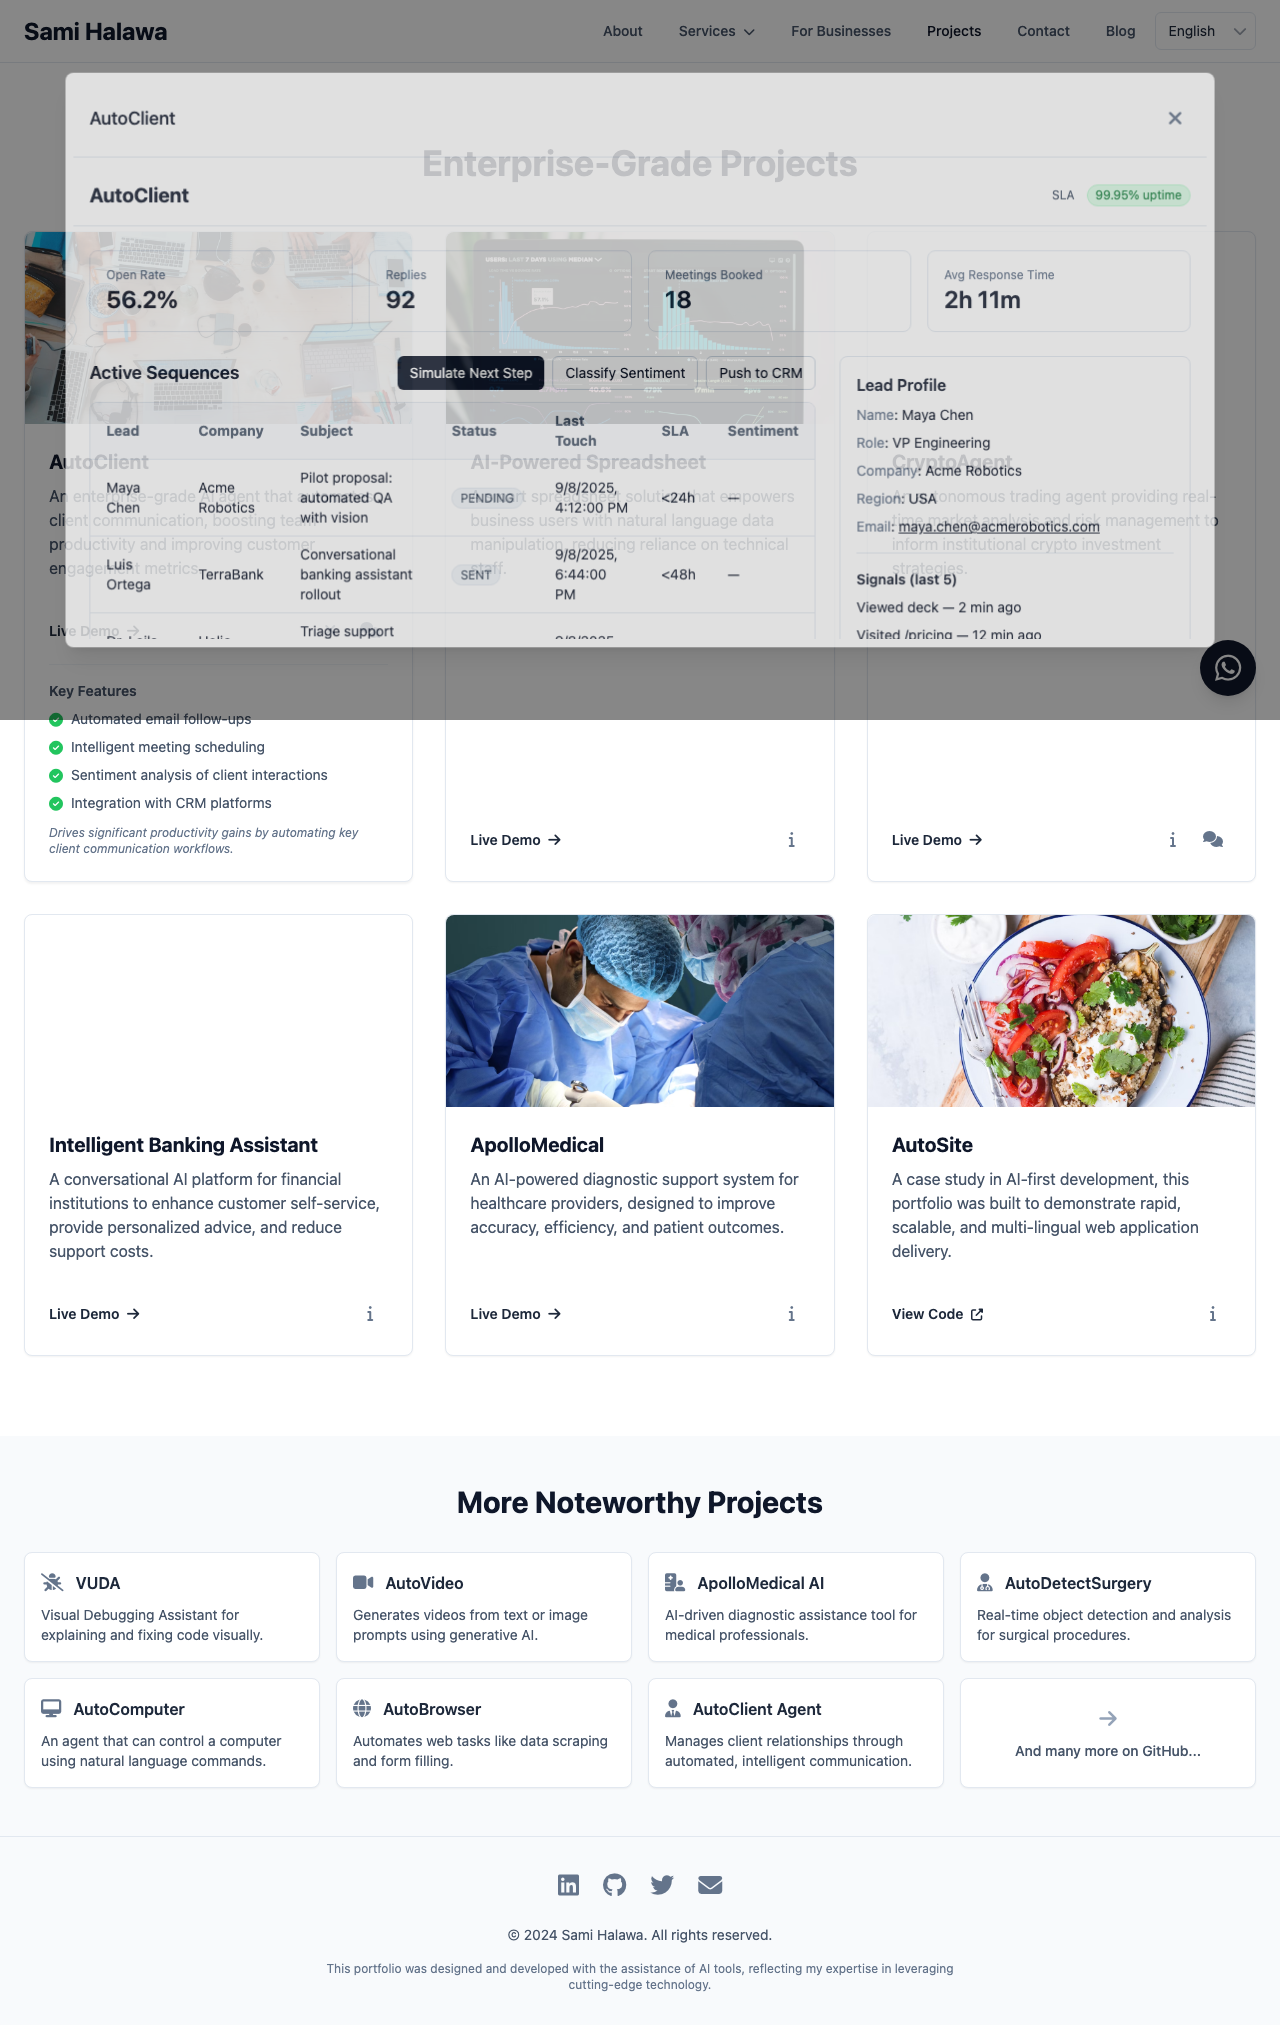 Sami Halawa
About
Services
For Businesses
Projects
Contact
Blog
English
AutoClient
Enterprise-Grade Projects
AutoClient
SLA 99.95% uptime
USERS: LAST 7 DAYS USING MEDIAN
Open Rate
56.2%
Replies
92
Meetings Booked
18
Avg Response Time
2h 11m
Active Sequences
Simulate Next Step
Classify Sentiment
Push to CRM
Lead Company Subject Status Last Touch SLA Sentiment
Maya Chen
Acme Robotics
Pilot proposal: automated QA with vision
PENDING
9/8/2025, 4:12:00 PM
<24h
—
Luis Ortega
TerraBank
Conversational banking assistant rollout
SENT
9/8/2025, 6:44:00 PM
<48h
—
Triage support
Lead Profile
Name: Maya Chen
Role: VP Engineering
Company: Acme Robotics
Region: USA
Email: maya.chen@acmerobotics.com
Signals (last 5)
Viewed deck — 2 min ago
Visited /pricing — 12 min ago
AutoClient
An enterprise-grade AI agent that automates
client communication, boosting team
productivity and improving customer
engagement metrics.
Live Demo
Key Features
Automated email follow-ups
Intelligent meeting scheduling
Sentiment analysis of client interactions
Integration with CRM platforms
Drives significant productivity gains by automating key
client communication workflows.
AI-Powered Spreadsheet
smart spreadsheet solution that empowers
business users with natural language data
manipulation, reducing reliance on technical
staff.
Live Demo
CryptoAgent
An autonomous trading agent providing real-
time market analysis and risk management to
inform institutional crypto investment
strategies.
Live Demo
Intelligent Banking Assistant
A conversational AI platform for financial
institutions to enhance customer self-service,
provide personalized advice, and reduce
support costs.
Live Demo
ApolloMedical
An AI-powered diagnostic support system for
healthcare providers, designed to improve
accuracy, efficiency, and patient outcomes.
Live Demo
AutoSite
A case study in AI-first development, this
portfolio was built to demonstrate rapid,
scalable, and multi-lingual web application
delivery.
View Code
More Noteworthy Projects
VUDA
Visual Debugging Assistant for
explaining and fixing code visually.
AutoVideo
Generates videos from text or image
prompts using generative AI.
ApolloMedical AI
AI-driven diagnostic assistance tool for
medical professionals.
AutoDetectSurgery
Real-time object detection and analysis
for surgical procedures.
AutoComputer
An agent that can control a computer
using natural language commands.
AutoBrowser
Automates web tasks like data scraping
and form filling.
AutoClient Agent
Manages client relationships through
automated, intelligent communication.
And many more on GitHub...
© 2024 Sami Halawa. All rights reserved.
This portfolio was designed and developed with the assistance of AI tools, reflecting my expertise in leveraging
cutting-edge technology.